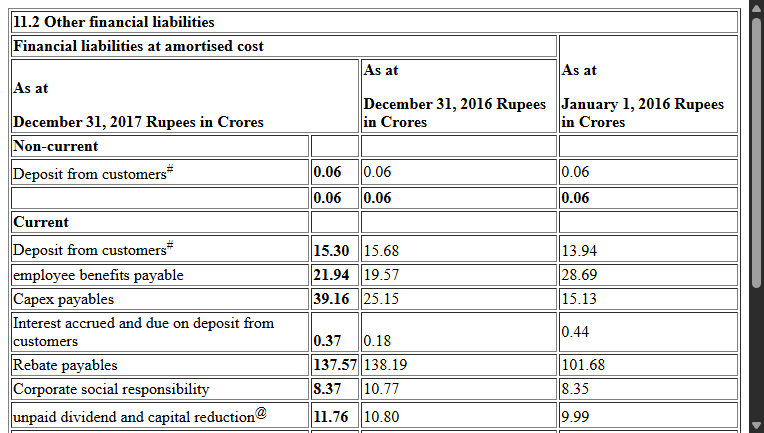 11.2 Other financial liabilities
Financial liabilities at amortised cost
As at
December 31, 2017 Rupees in Crores
As at
December 31, 2016 Rupees
in Crores
As at
January 1, 2016 Rupees
in Crores
Non-current
Deposit from customers# 0.06 0.06 0.06
0.06 0.06 0.06
Current
Deposit from customers# 15.30 15.68 13.94
employee benefits payable 21.94 19.57 28.69
Capex payables 39.16 25.15 15.13
Interest accrued and due on deposit from
customers 0.37 0.18 0.44
Rebate payables 137.57 138.19 101.68
Corporate social responsibility 8.37 10.77 8.35
unpaid dividend and capital reduction@ 11.76 10.80 9.99